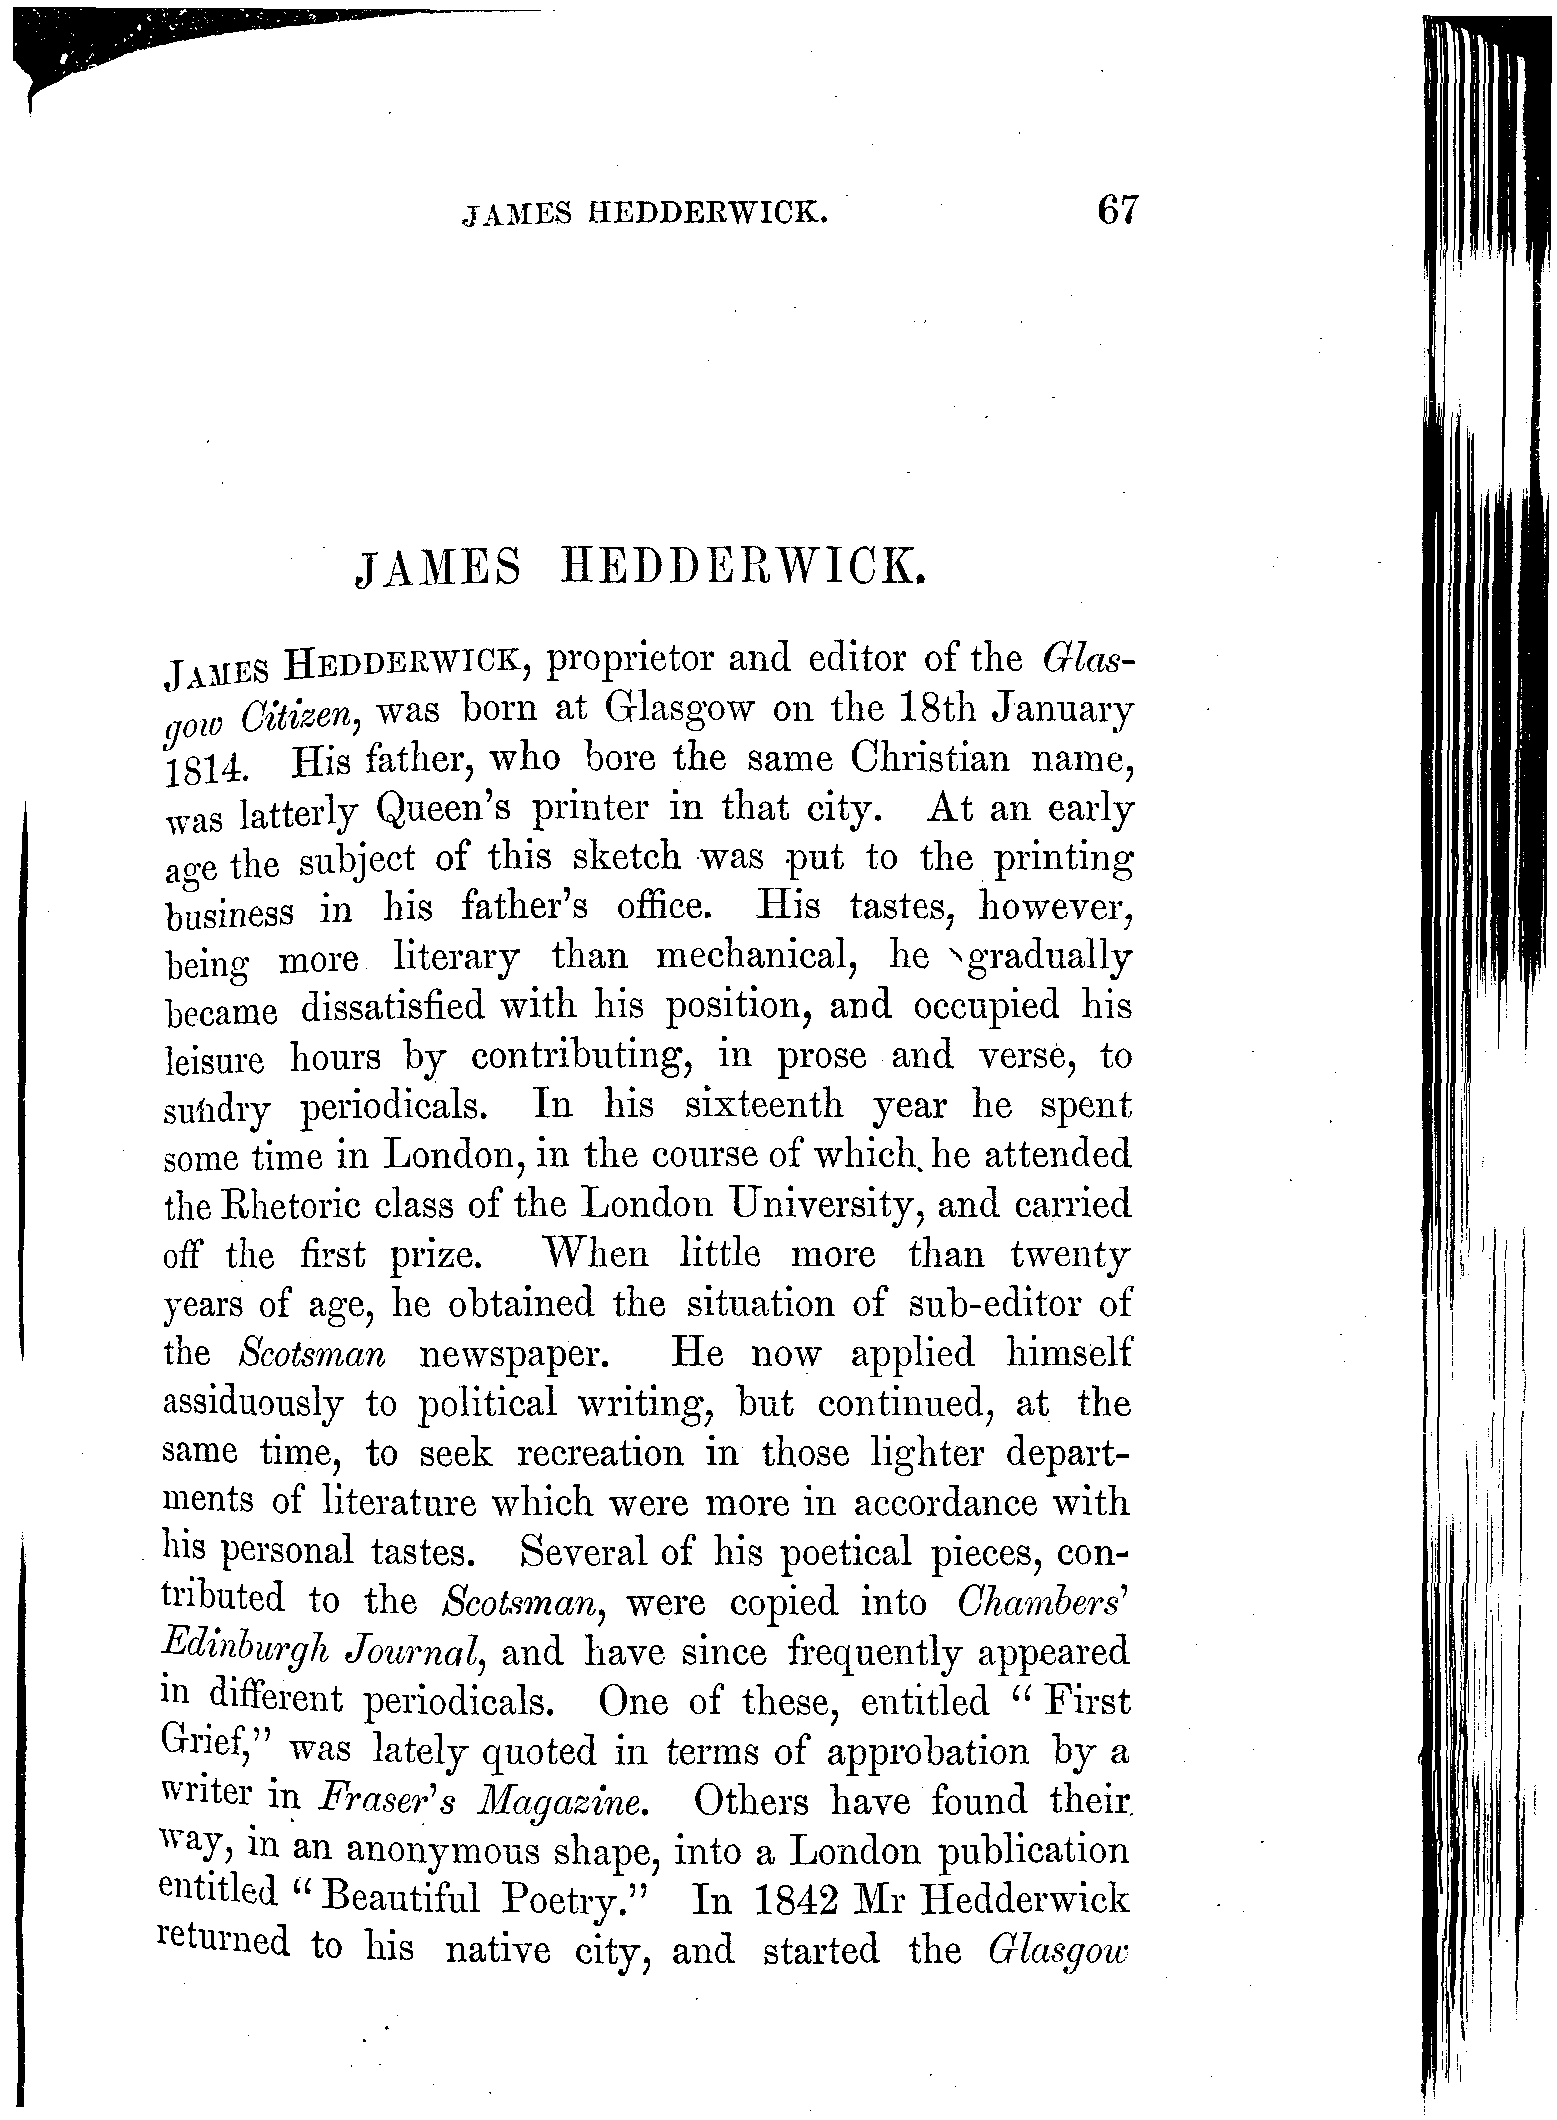 JAMES HEDDERWICK. 67
JAMES HEDDERWICK.
JAMES HEDDERWICK, proprietor and editor of the Glas-
gow Citizen, was born at Glasgow on the 18th January
1814. His father, who bore the same Christian name,
was latterly Queen's printer in that city. At an early
age the subject of this sketch was put to the printing
business in his father's office. His tastes, however,
being more literary than mechanical, he gradually
became dissatisfied with his position, and occupied his
leisure hours by contributing, in prose and verse, to
sundry periodicals. In his sixteenth year he spent
some time in London, in the course of which he attended
the Rhetoric class of the London University, and carried
off the first prize. When little more than twenty
years of age, he obtained the situation of sub-editor of
the Scotsman newspaper. He now applied himself
assiduously to political writing, but continued, at the
same time, to seek recreation in those lighter depart-
ments of literature which were more in accordance with
his personal tastes. Several of his poetical pieces, con-
tributed to the Scotsman, were copied into Chambers'
Edinburgh Journal, and have since frequently appeared
in different periodicals. One of these, entitled "First
Grief," was lately quoted in terms of approbation by a
writer in Fraser's Magazine. Others have found their
way, in an anonymous shape, into a London publication
entitled "Beautiful Poetry." In 1842 Mr Hedderwick
returned to his native city, and started the Glasgow